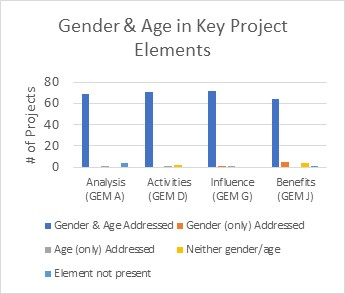 Gender & Age in Key Project
Elements
# of Projects
80
60
40
20
0
Analysis
(GEM A)
Activities
(GEM D)
Influence
(GEM G)
Benefits
(GEM J)
Gender & Age Addressed
Gender (only) Addressed
Age (only) Addressed
Neither gender/age
Element not present